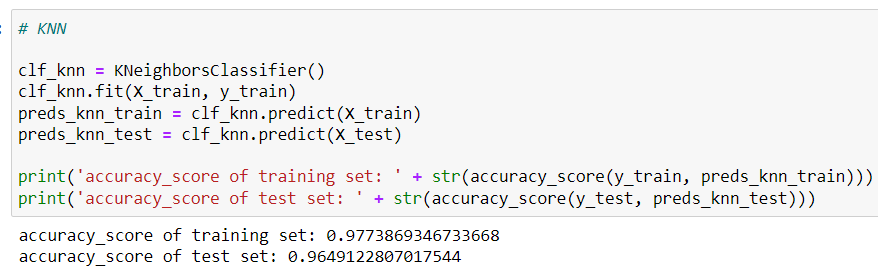 # KNN
clf_knn = KNeighborsClassifier()
clf_knn.fit(X_train, y_train)
preds_knn_train = clf_knn.predict(X_train)
preds_knn_test = clf_knn.predict(X_test)
print('accuracy_score of training set: ' + str(accuracy_score(y_train, preds_knn_train)))
print('accuracy_score of test set: ' + str(accuracy_score(y_test, preds_knn_test)))
accuracy_score of training set: 0.9773869346733668
accuracy_score of test set: 0.9649122807017544